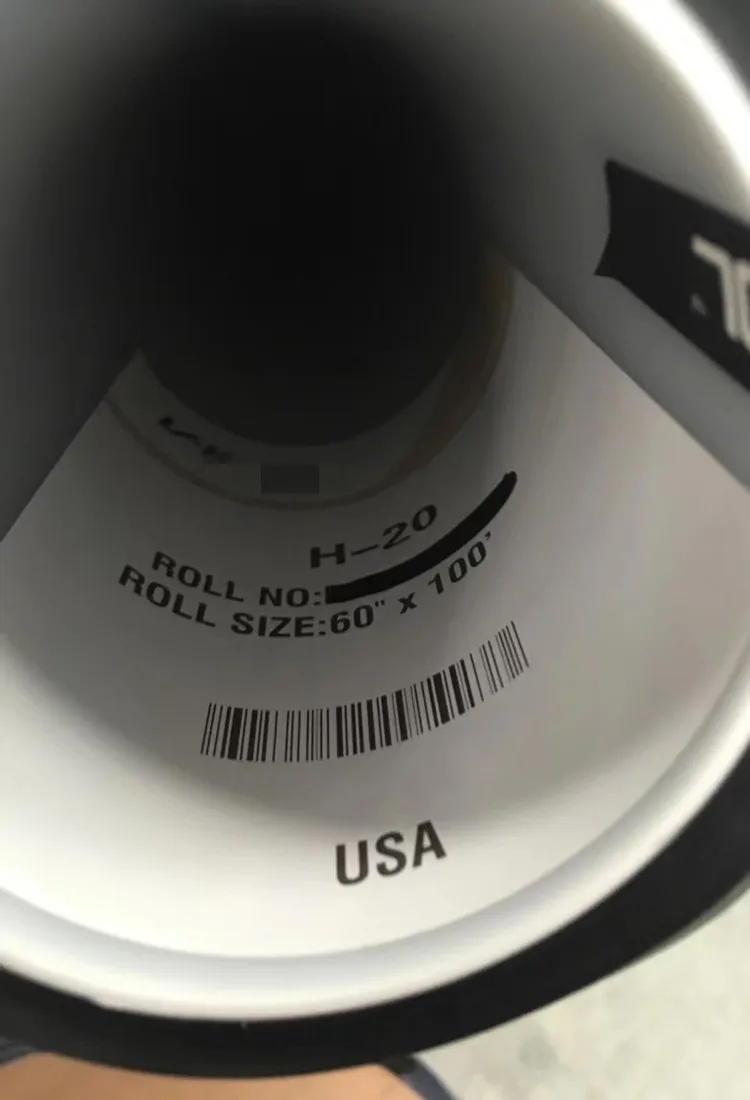 H-20
ROLL NO:
ROLL SIZE:60" x 100'
USA